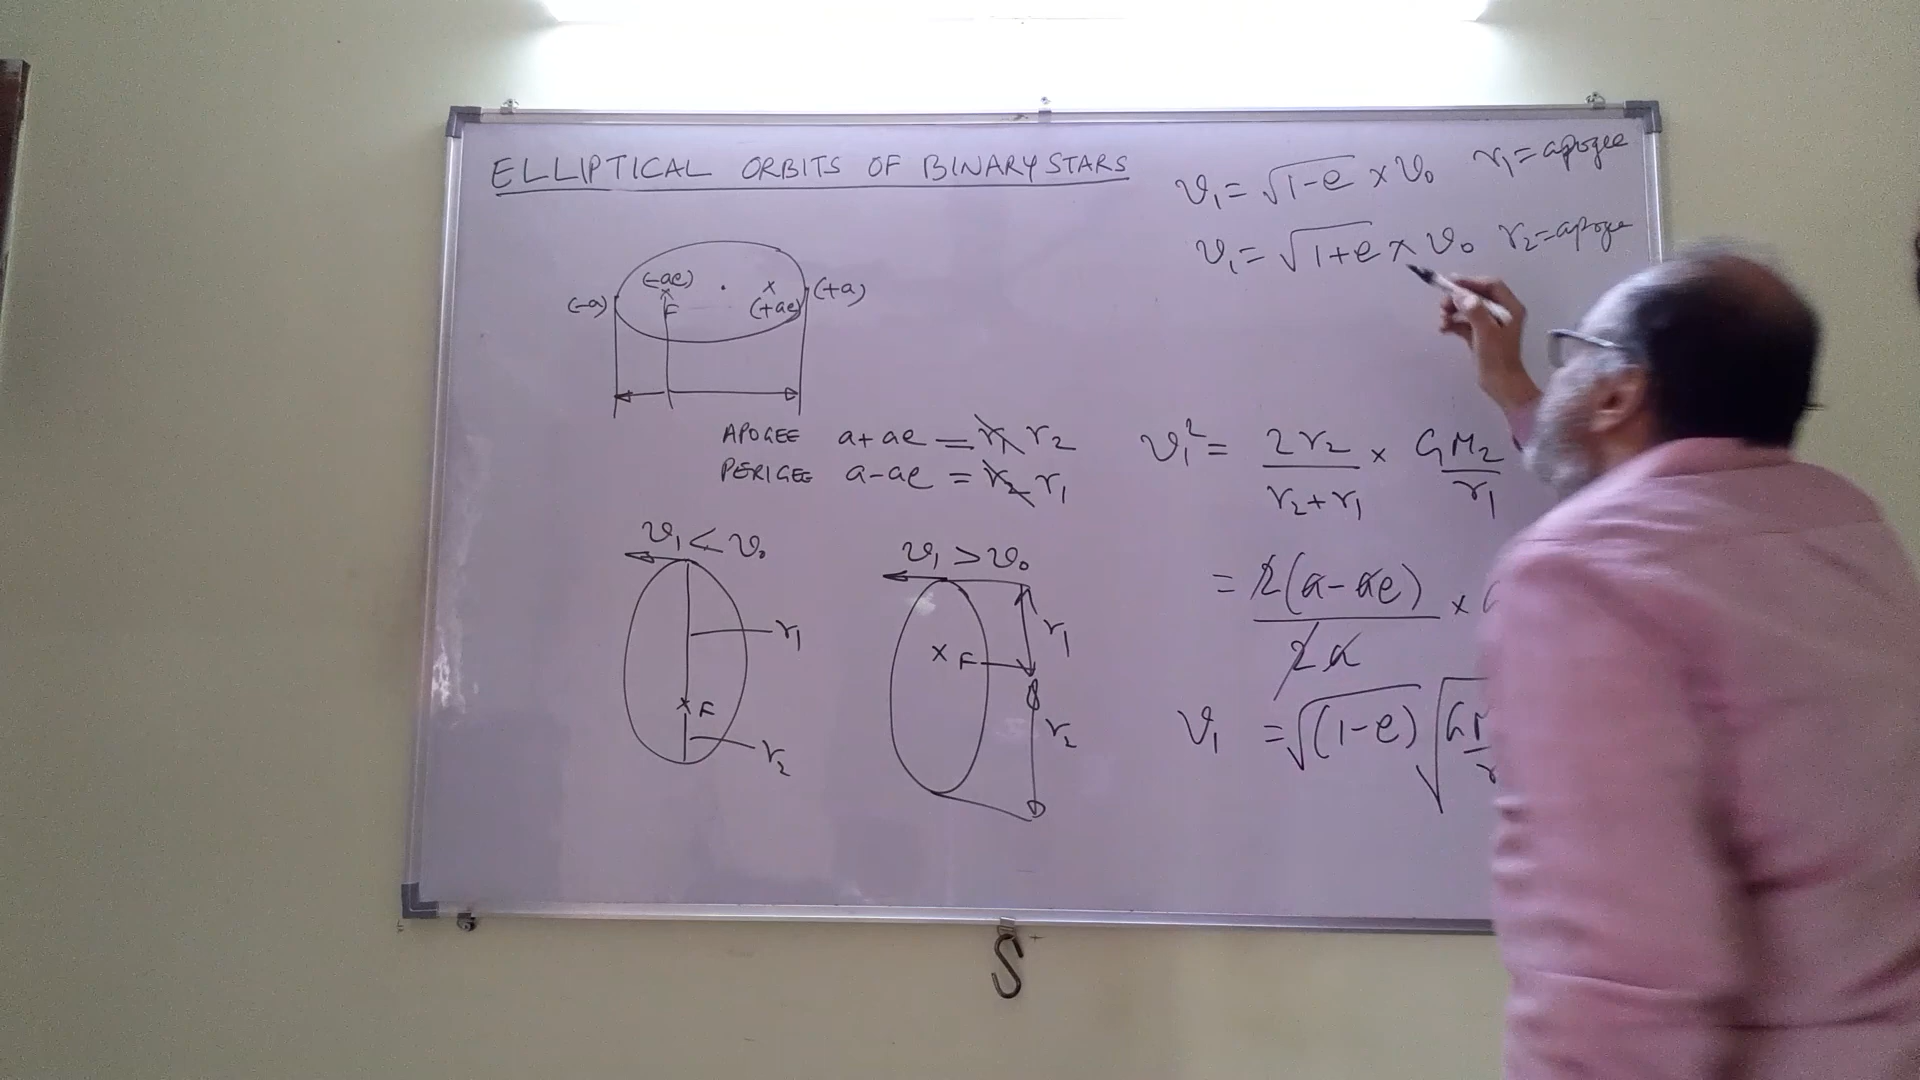 ELLIPTICAL ORBITS OF BINARY STARS
v₁ = √1-e × v₀ r₁ = apogee
v₁ = √1+e × v₀ r₂ = apogee
(-a) (-ae) F · × (+ae) (+a)
APOGEE a+ae = r₁ r₂
PERIGEE a-ae = r₂ r₁
v₁ < v₀
r₁
F
r₂
v₁ > v₀
r₁
× F
r₂
v₁² = 2r₂/(r₂+r₁) × GM₂/r₁
= 2(a-ae)/2a ×
v₁ = √(1-e) √